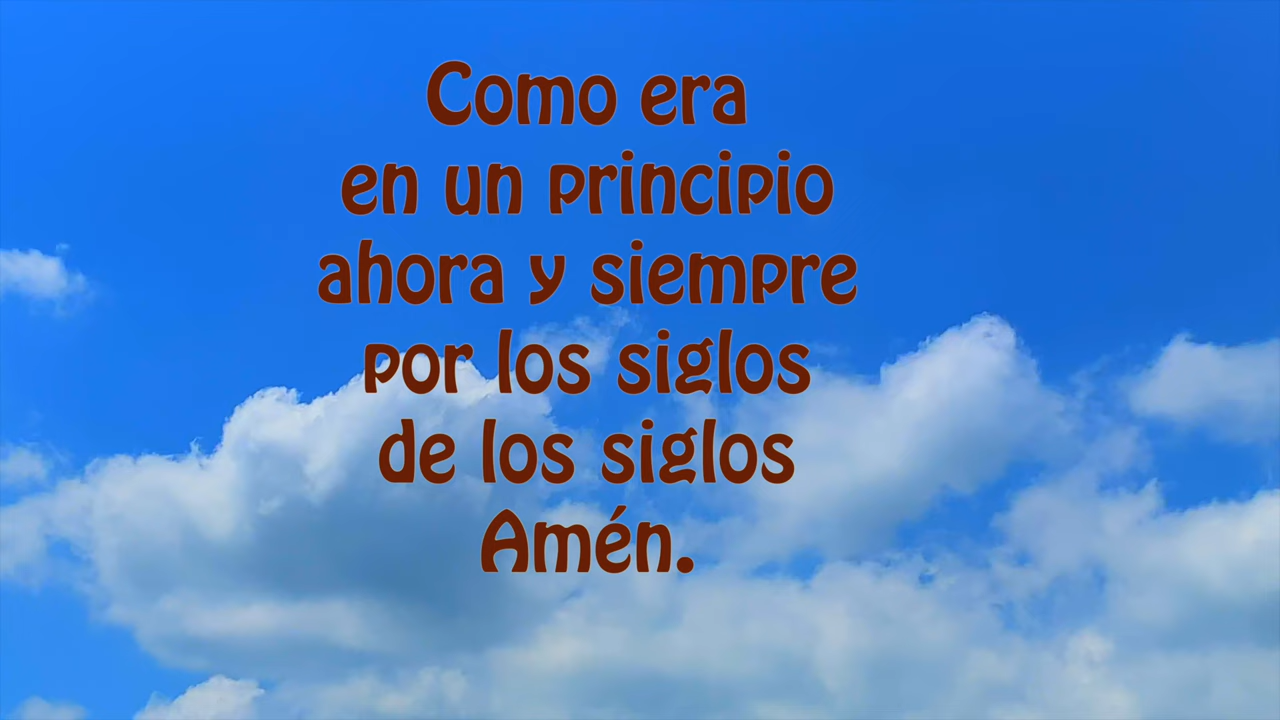 Como era
en un principio
ahora y siempre
por los siglos
de los siglos
Amén.